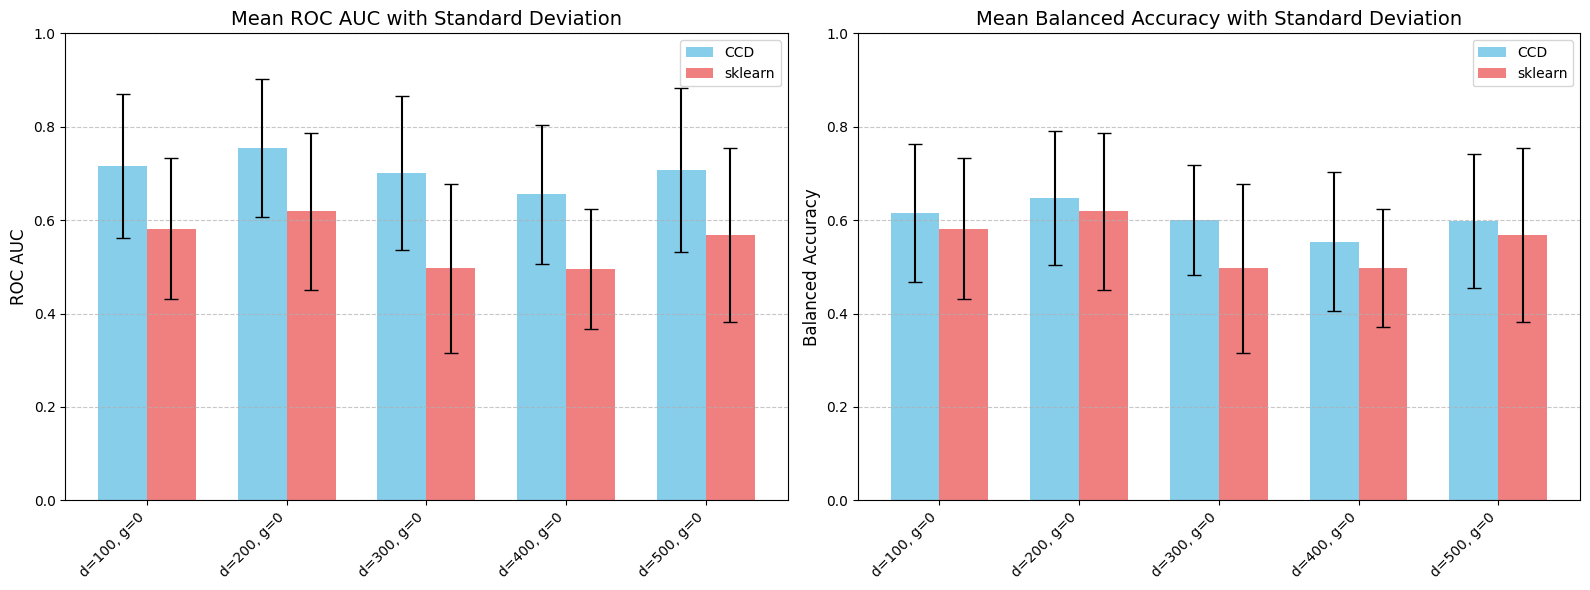 Mean ROC AUC with Standard Deviation
ROC AUC
1.0
0.8
0.6
0.4
0.2
0.0
CCD
sklearn
d=100, g=0
d=200, g=0
d=300, g=0
d=400, g=0
d=500, g=0
Mean Balanced Accuracy with Standard Deviation
Balanced Accuracy
1.0
0.8
0.6
0.4
0.2
0.0
CCD
sklearn
d=100, g=0
d=200, g=0
d=300, g=0
d=400, g=0
d=500, g=0